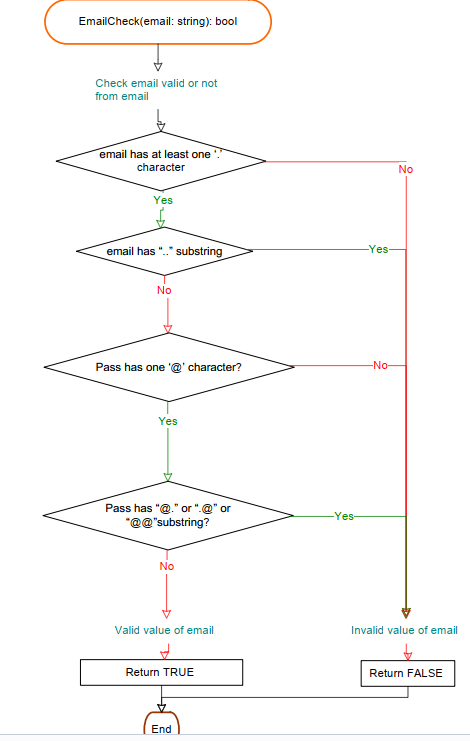 EmailCheck(email: string): bool
Check email valid or not
from email
email has at least one ‘.’
character
No
Yes
email has “..” substring
Yes
No
Pass has one ‘@’ character?
No
Yes
Pass has “@.” or “.@” or
“@@”substring?
Yes
No
Valid value of email
Invalid value of email
Return TRUE
Return FALSE
End